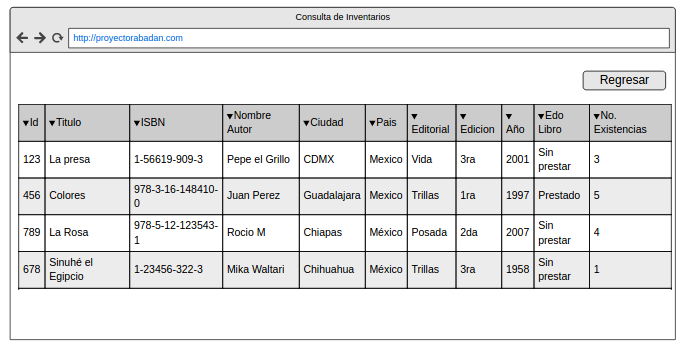 Consulta de Inventarios
http://proyectorabadan.com
Regresar
▼Id ▼Titulo ▼ISBN ▼Nombre Autor ▼Ciudad ▼Pais ▼Editorial ▼Edicion ▼Año ▼Edo Libro ▼No. Existencias
123 La presa 1-56619-909-3 Pepe el Grillo CDMX Mexico Vida 3ra 2001 Sin prestar 3
456 Colores 978-3-16-148410-0 Juan Perez Guadalajara Mexico Trillas 1ra 1997 Prestado 5
789 La Rosa 978-5-12-123543-1 Rocio M Chiapas México Posada 2da 2007 Sin prestar 4
678 Sinuhé el Egipcio 1-23456-322-3 Mika Waltari Chihuahua México Trillas 3ra 1958 Sin prestar 1